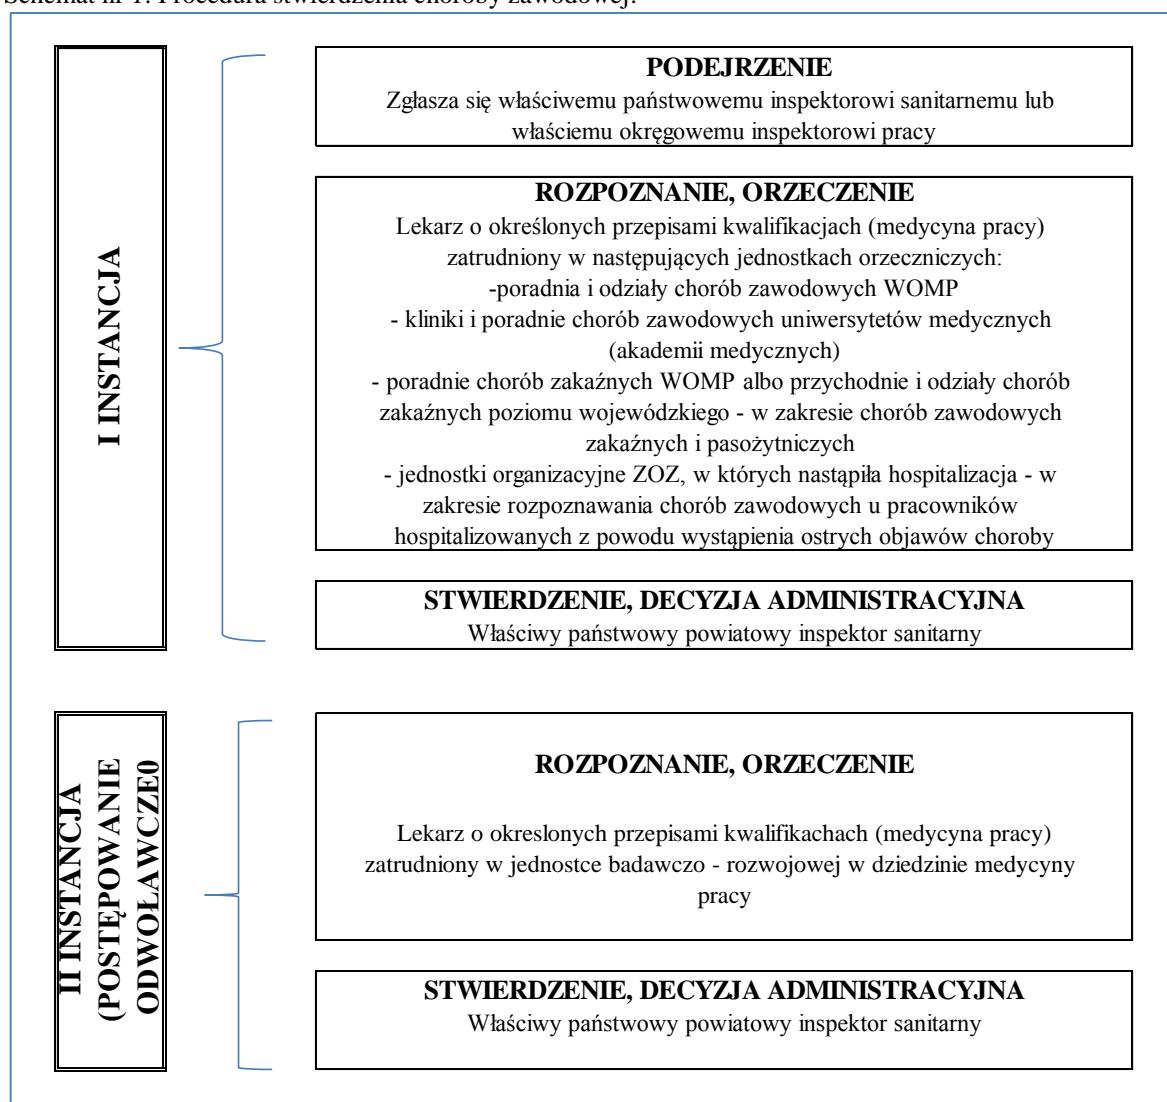 Schemat nr 1. Procedura stwierdzenia choroby zawodowej.
I INSTANCJA
PODEJRZENIE
Zgłasza się właściwemu państwowemu inspektorowi sanitarnemu lub
właściemu okręgowemu inspektorowi pracy
ROZPOZNANIE, ORZECZENIE
Lekarz o określonych przepisami kwalifikacjach (medycyna pracy)
zatrudniony w następujących jednostkach orzeczniczych:
-poradnia i odziały chorób zawodowych WOMP
- kliniki i poradnie chorób zawodowych uniwersytetów medycznych
(akademii medycznych)
- poradnie chorób zakaźnych WOMP albo przychodnie i odziały chorób
zakaźnych poziomu wojewódzkiego - w zakresie chorób zawodowych
zakaźnych i pasożytniczych
- jednostki organizacyjne ZOZ, w których nastąpiła hospitalizacja - w
zakresie rozpoznawania chorób zawodowych u pracowników
hospitalizowanych z powodu wystąpienia ostrych objawów choroby
STWIERDZENIE, DECYZJA ADMINISTRACYJNA
Właściwy państwowy powiatowy inspektor sanitarny
II INSTANCJA
(POSTĘPOWANIE
ODWOŁAWCZE0
ROZPOZNANIE, ORZECZENIE
Lekarz o okreslonych przepisami kwalifikachach (medycyna pracy)
zatrudniony w jednostce badawczo - rozwojowej w dziedzinie medycyny
pracy
STWIERDZENIE, DECYZJA ADMINISTRACYJNA
Właściwy państwowy powiatowy inspektor sanitarny